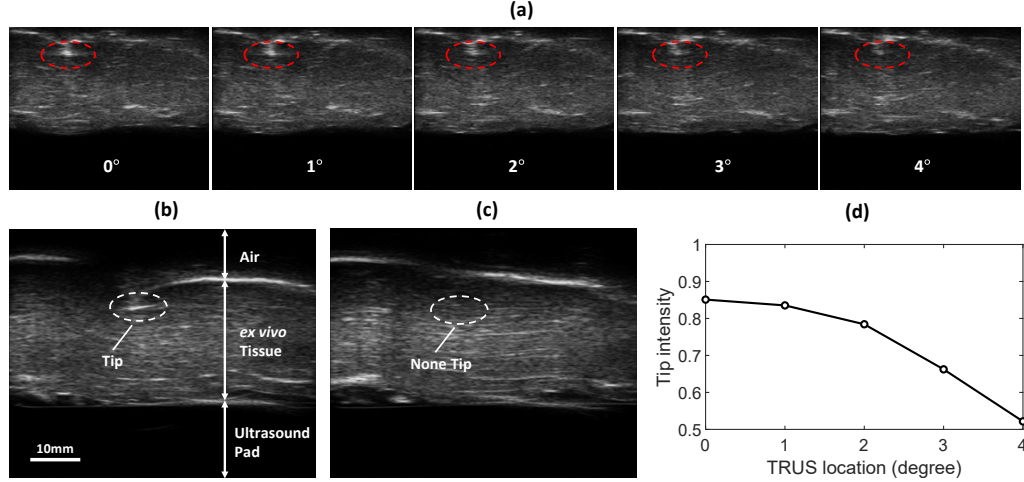 (a)
0° 1° 2° 3° 4°
(b)
Air
ex vivo
Tissue
Tip
Ultrasound
Pad
10mm
(c)
None Tip
(d)
Tip intensity
1
0.9
0.8
0.7
0.6
0.5
0 1 2 3 4
TRUS location (degree)